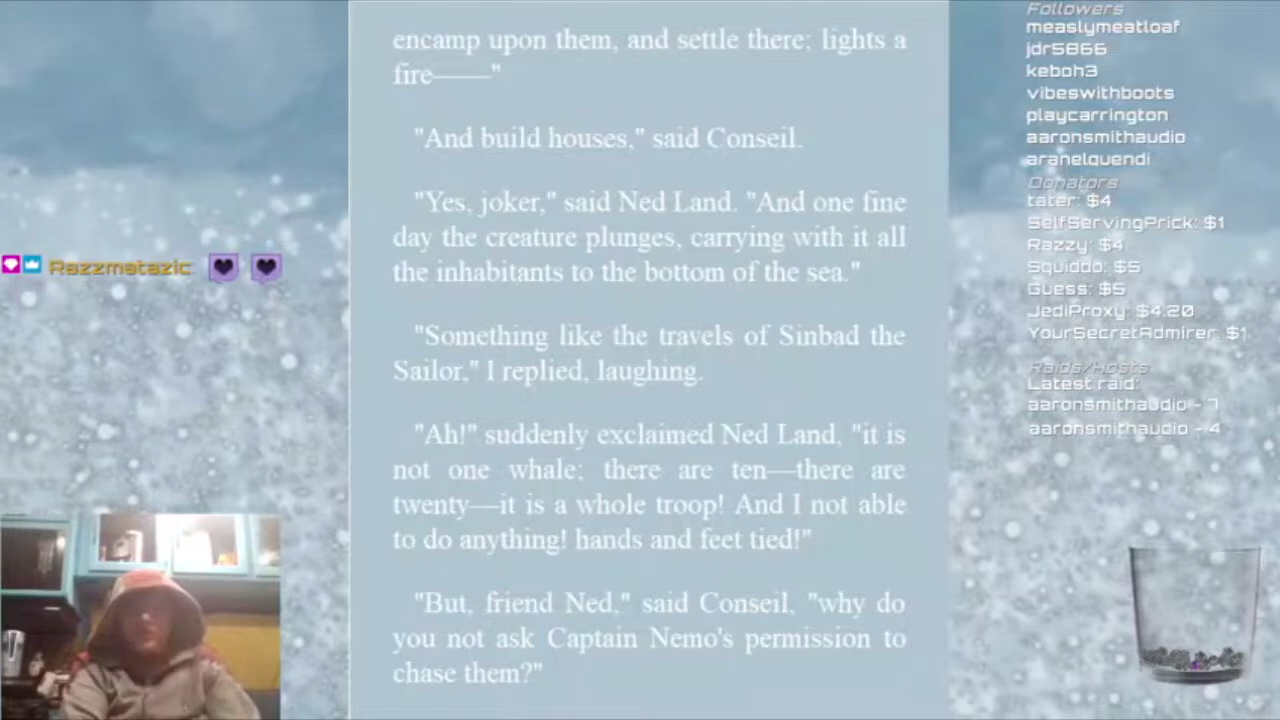 encamp upon them, and settle there; lights a
fire——"
"And build houses," said Conseil.
"Yes, joker," said Ned Land. "And one fine
day the creature plunges, carrying with it all
the inhabitants to the bottom of the sea."
"Something like the travels of Sinbad the
Sailor," I replied, laughing.
"Ah!" suddenly exclaimed Ned Land, "it is
not one whale; there are ten—there are
twenty—it is a whole troop! And I not able
to do anything! hands and feet tied!"
"But, friend Ned," said Conseil, "why do
you not ask Captain Nemo's permission to
chase them?"
Razzmatazic
Followers
measlymeatloaf
jdr5866
keboh3
vibeswithboots
playcarrington
aaronsmithaudio
aranelquendi
Donators
tater: $4
SelfServingPrick: $1
Razzy: $4
Squiddo: $5
Guess: $5
JediProxy: $4.20
YourSecretAdmirer: $1
Raids/Hosts
Latest raid:
aaronsmithaudio - 7
aaronsmithaudio - 4